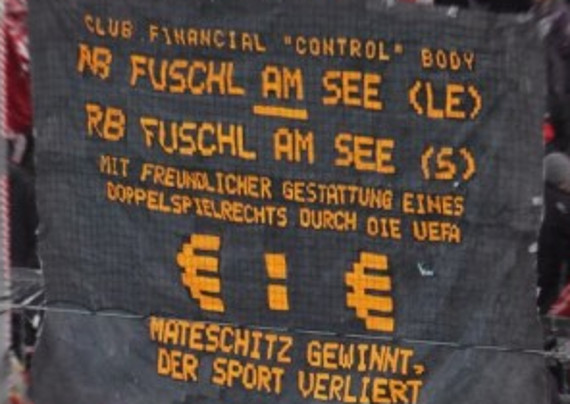 CLUB FINANCIAL "CONTROL" BODY
RB FUSCHL AM SEE (LE)
RB FUSCHL AM SEE (S)
MIT FREUNDLICHER GESTATTUNG EINES
DOPPELSPIELRECHTS DURCH DIE UEFA
€ : €
MATESCHITZ GEWINNT,
DER SPORT VERLIERT